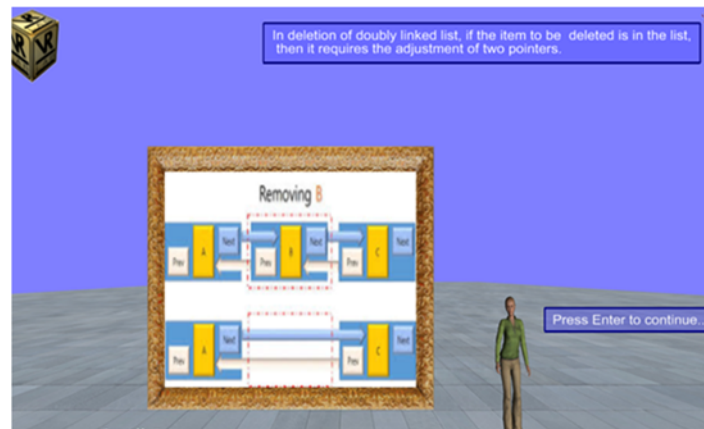 In deletion of doubly linked list, if the item to be deleted is in the list,
then it requires the adjustment of two pointers.
Removing B
Next Next Next
A B C
Prev Prev Prev
Next Next
A C
Prev Prev
Press Enter to continue..
VR